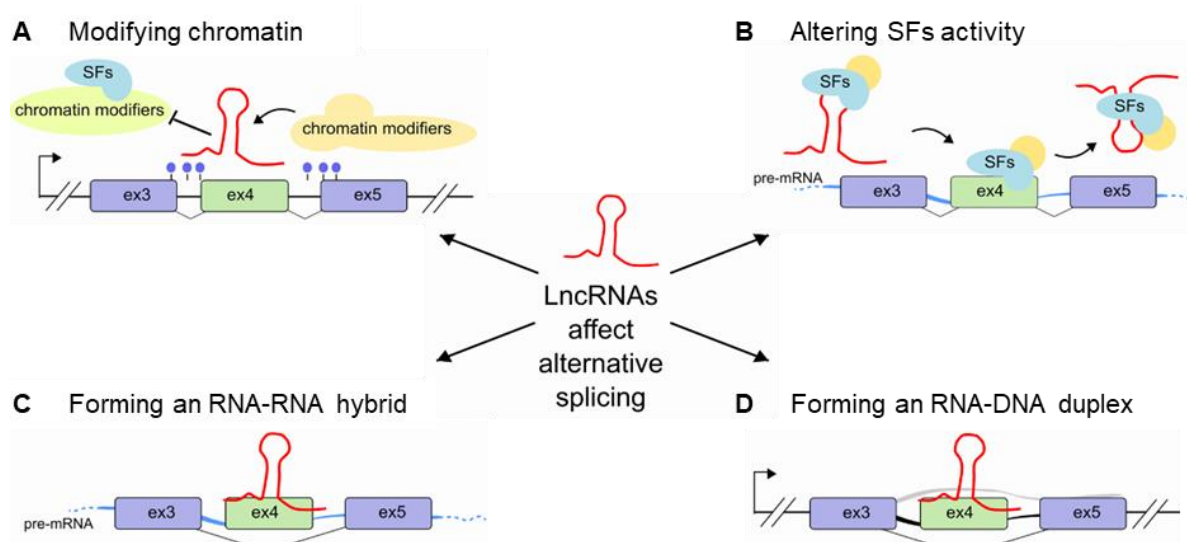 A Modifying chromatin
SFs
chromatin modifiers
chromatin modifiers
ex3
ex4
ex5
B Altering SFs activity
SFs
SFs
SFs
pre-mRNA
ex3
ex4
ex5
LncRNAs
affect
alternative
splicing
C Forming an RNA-RNA hybrid
pre-mRNA
ex3
ex4
ex5
D Forming an RNA-DNA duplex
ex3
ex4
ex5